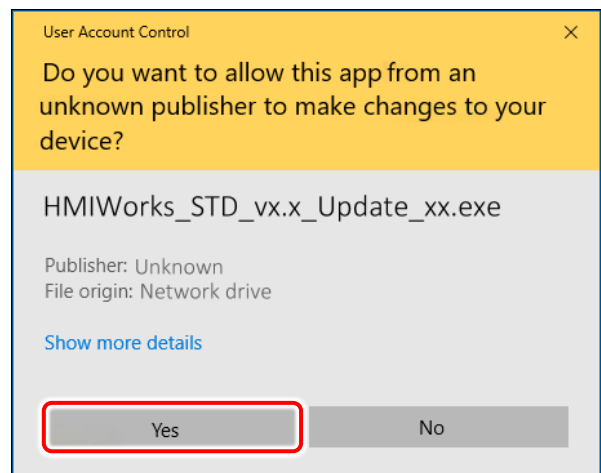 User Account Control
Do you want to allow this app from an
unknown publisher to make changes to your
device?
HMIWorks_STD_vx.x_Update_xx.exe
Publisher: Unknown
File origin: Network drive
Show more details
Yes No